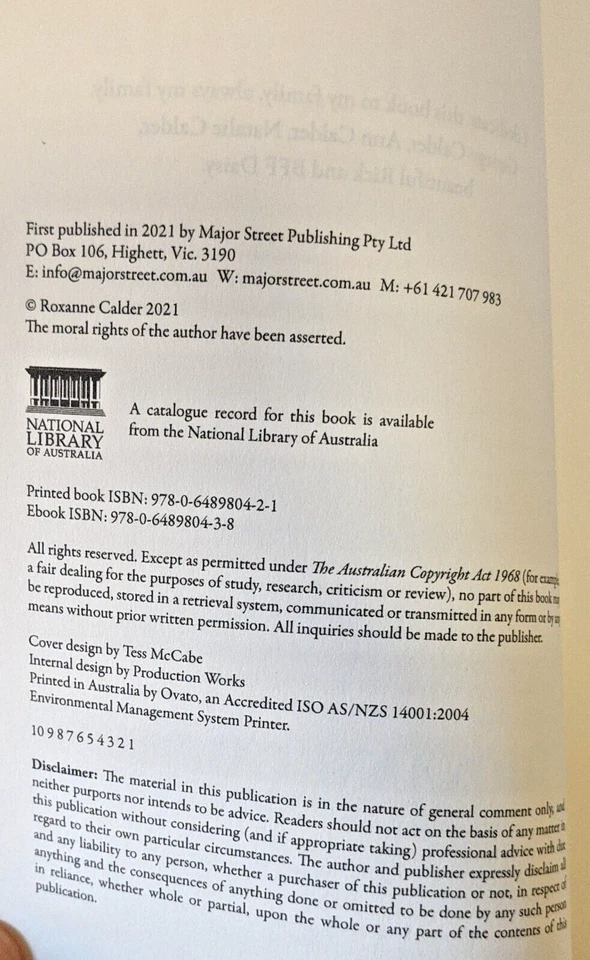 First published in 2021 by Major Street Publishing Pty Ltd
PO Box 106, Highett, Vic. 3190
E: info@majorstreet.com.au W: majorstreet.com.au M: +61 421 707 983
© Roxanne Calder 2021
The moral rights of the author have been asserted.
NATIONAL
LIBRARY
OF AUSTRALIA
A catalogue record for this book is available
from the National Library of Australia
Printed book ISBN: 978-0-6489804-2-1
Ebook ISBN: 978-0-6489804-3-8
All rights reserved. Except as permitted under The Australian Copyright Act 1968 (for
a fair dealing for the purposes of study, research, criticism or review), no part of this book
be reproduced, stored in a retrieval system, communicated or transmitted in any form or by
means without prior written permission. All inquiries should be made to the publisher.
Cover design by Tess McCabe
Internal design by Production Works
Printed in Australia by Ovato, an Accredited ISO AS/NZS 14001:2004
Environmental Management System Printer.
10 9 8 7 6 5 4 3 2 1
Disclaimer: The material in this publication is in the nature of general comment only, and
neither purports nor intends to be advice. Readers should not act on the basis of any matter in
this publication without considering (and if appropriate taking) professional advice with due
regard to their own particular circumstances. The author and publisher expressly disclaim all
and any liability to any person, whether a purchaser of this publication or not, in respect of
anything and the consequences of anything done or omitted to be done by any such person
in reliance, whether whole or partial, upon the whole or any part of the contents of this
publication.